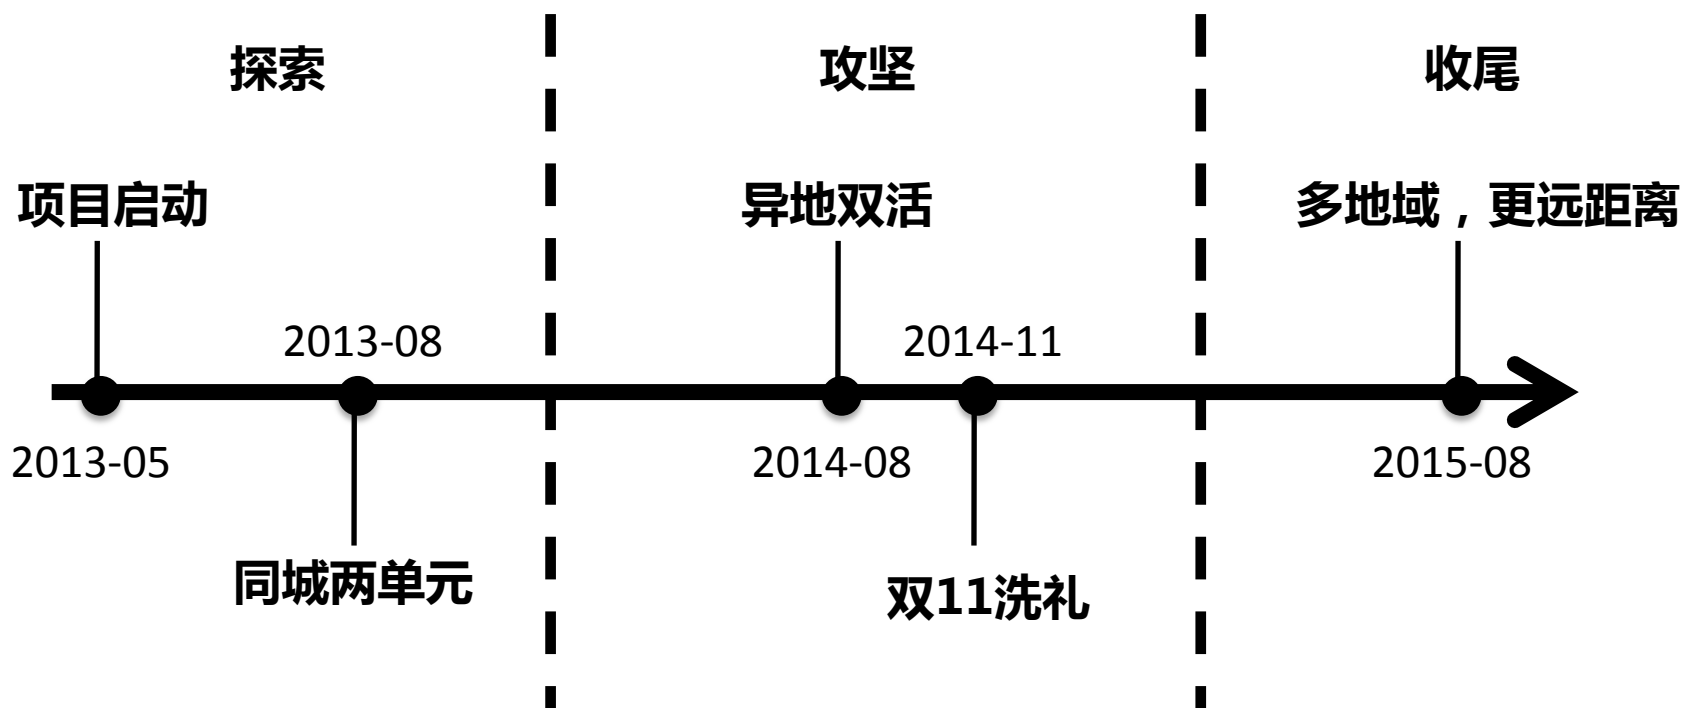 探索
攻坚
收尾
项目启动
异地双活
多地域，更远距离
2013-08
2014-11
2013-05
2014-08
2015-08
同城两单元
双11洗礼